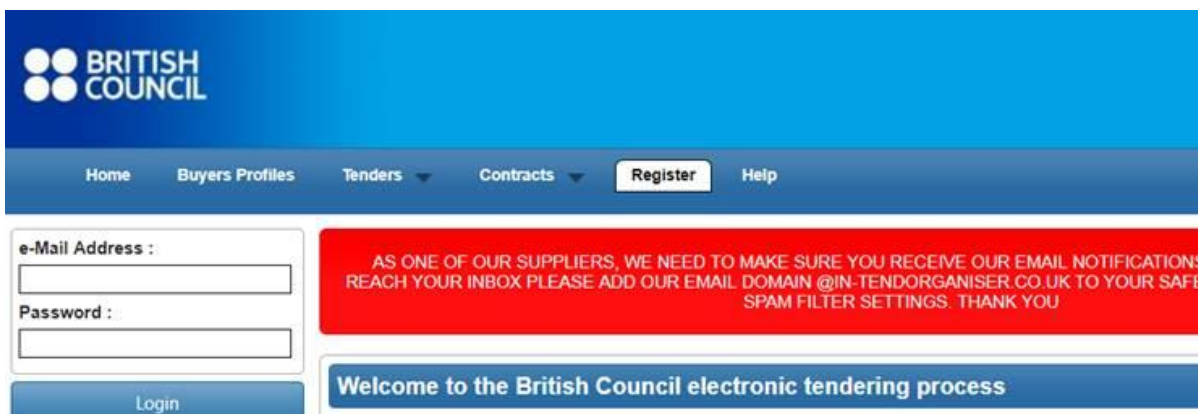 BRITISH
COUNCIL
Home Buyers Profiles Tenders Contracts Register Help
e-Mail Address :
Password :
Login
AS ONE OF OUR SUPPLIERS, WE NEED TO MAKE SURE YOU RECEIVE OUR EMAIL NOTIFICATIONS
REACH YOUR INBOX PLEASE ADD OUR EMAIL DOMAIN @IN-TENDORGANISER.CO.UK TO YOUR SAFE
SPAM FILTER SETTINGS. THANK YOU
Welcome to the British Council electronic tendering process